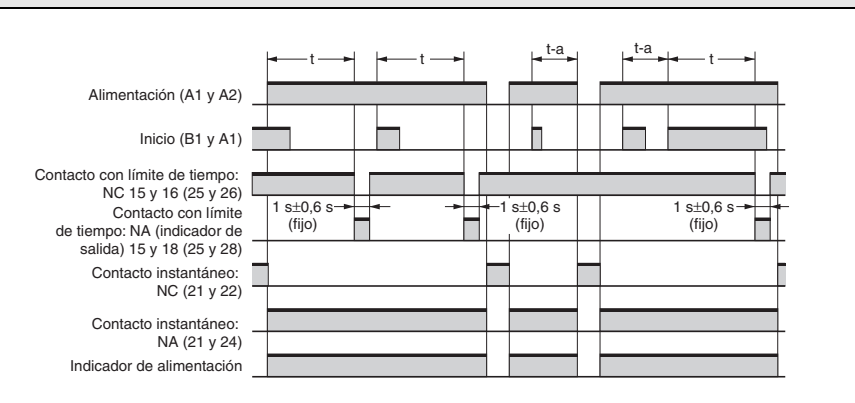 t
t
t-a
t-a
t
Alimentación (A1 y A2)
Inicio (B1 y A1)
Contacto con límite de tiempo:
NC 15 y 16 (25 y 26)
1 s±0,6 s
(fijo)
1 s±0,6 s
(fijo)
1 s±0,6 s
(fijo)
Contacto con límite
de tiempo: NA (indicador de
salida) 15 y 18 (25 y 28)
Contacto instantáneo:
NC (21 y 22)
Contacto instantáneo:
NA (21 y 24)
Indicador de alimentación